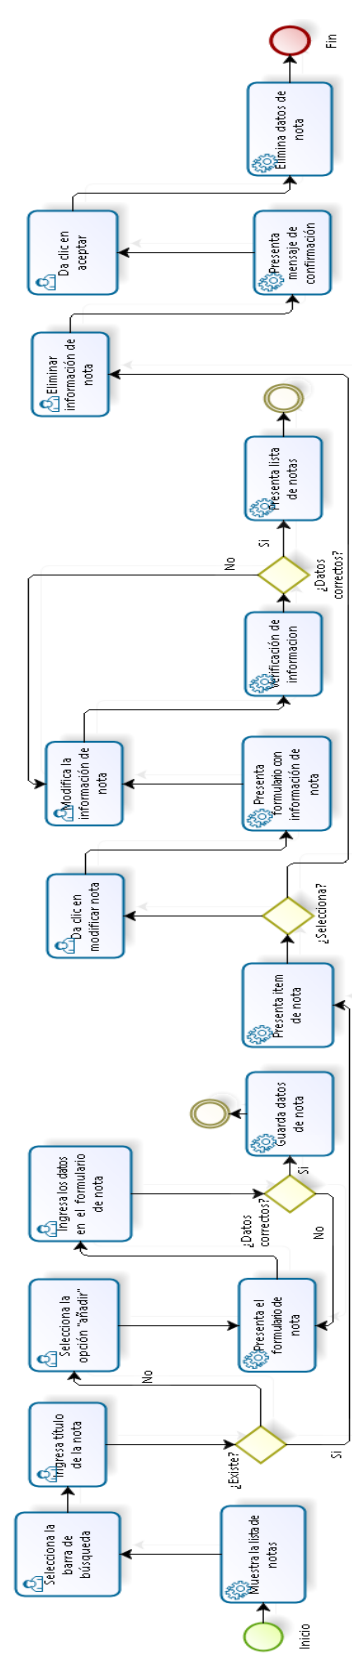 Inicio
Muestra la lista de
notas
Selecciona la
barra de
búsqueda
Ingresa título
de la nota
¿Existe?
No
Si
Selecciona la
opción "añadir"
Presenta el
formulario de
nota
Ingresa los datos
en el formulario
de nota
¿Datos
correctos?
No
Si
Guarda datos
de nota
Presenta item
de nota
¿Selecciona?
Da clic en
modificar nota
Presenta
formulario con
información de
nota
Modifica la
información de
nota
Verificación de
informacion
¿Datos
correctos?
No
Si
Presenta lista
de notas
Eliminar
información de
nota
Presenta
mensaje de
confirmación
Da clic en
aceptar
Elimina datos de
nota
Fin